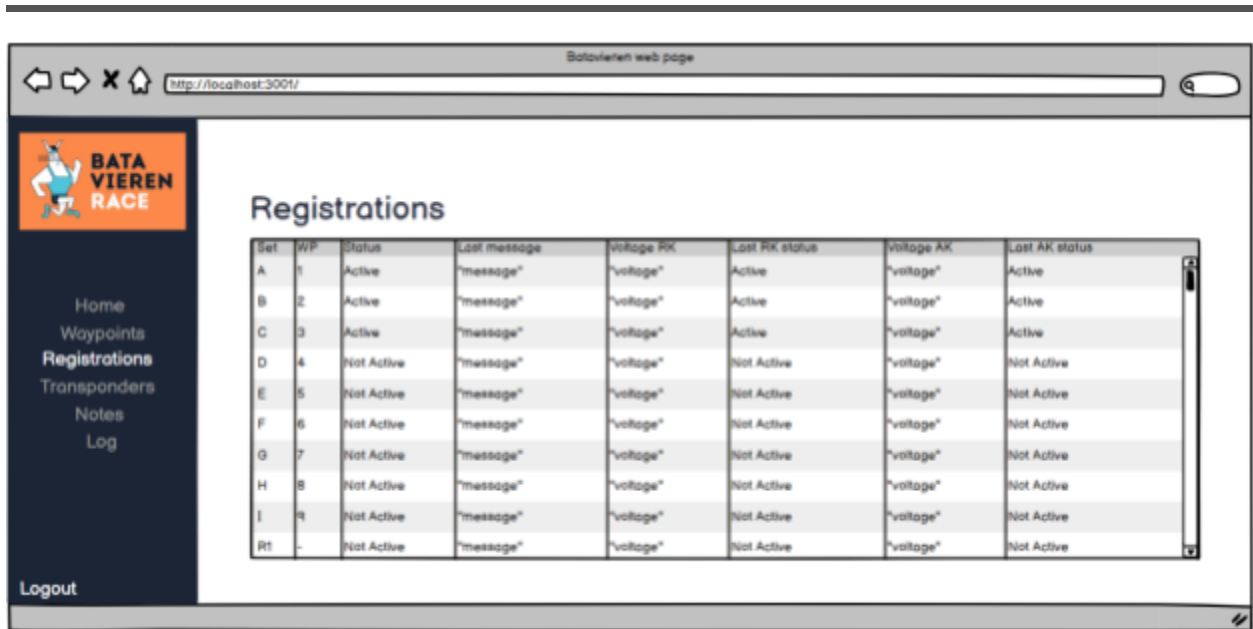 Batavieren web page
http://localhost:3001/
BATA
VIEREN
RACE
Home
Waypoints
Registrations
Transponders
Notes
Log
Logout
Registrations
Set WP Status Last message Voltage RK Last RK status Voltage AK Last AK status
A 1 Active "message" "voltage" Active "voltage" Active
B 2 Active "message" "voltage" Active "voltage" Active
C 3 Active "message" "voltage" Active "voltage" Active
D 4 Not Active "message" "voltage" Not Active "voltage" Not Active
E 5 Not Active "message" "voltage" Not Active "voltage" Not Active
F 6 Not Active "message" "voltage" Not Active "voltage" Not Active
G 7 Not Active "message" "voltage" Not Active "voltage" Not Active
H 8 Not Active "message" "voltage" Not Active "voltage" Not Active
I 9 Not Active "message" "voltage" Not Active "voltage" Not Active
R1 - Not Active "message" "voltage" Not Active "voltage" Not Active